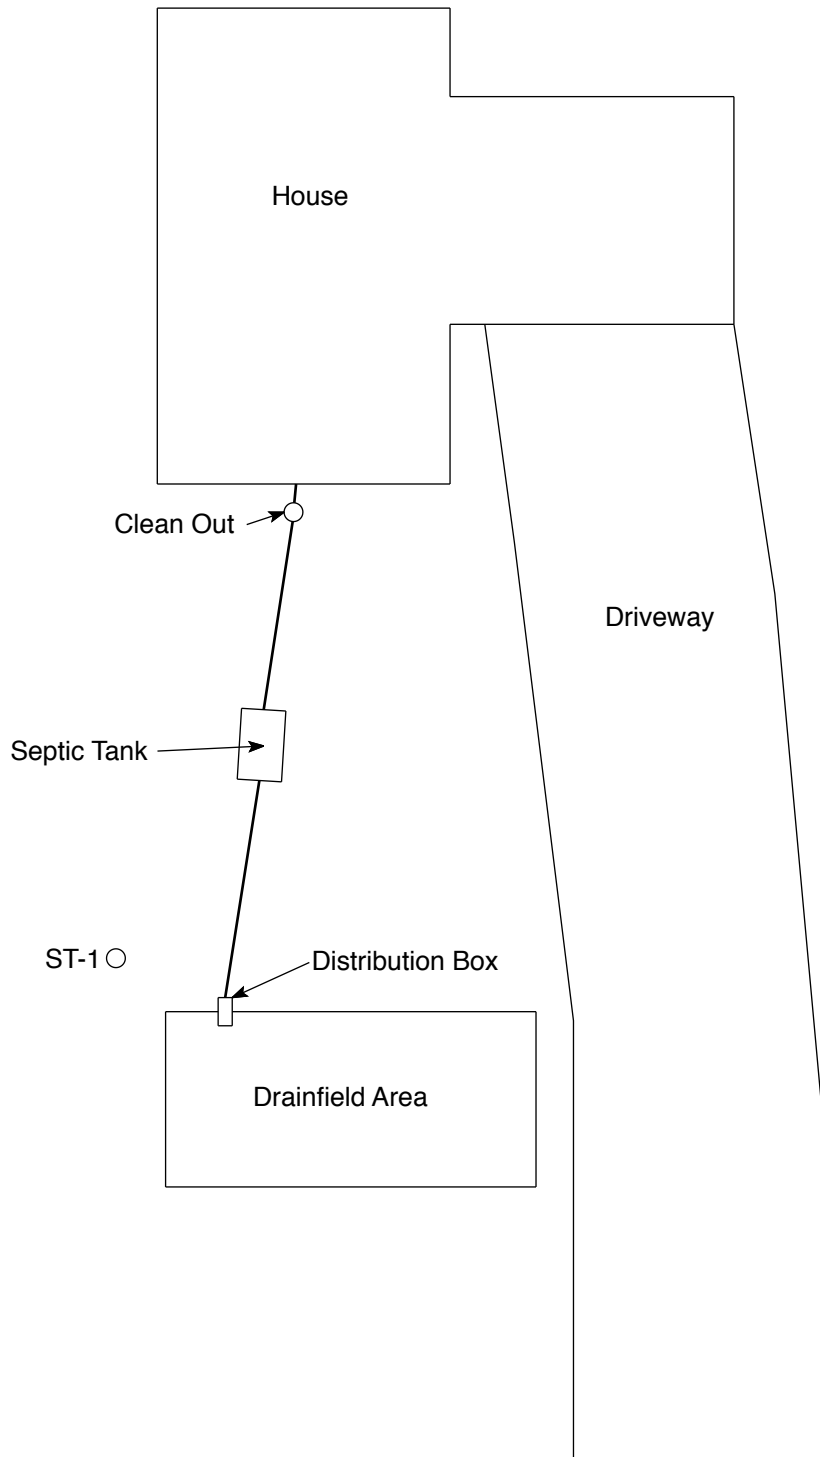 House
Clean Out
Driveway
Septic Tank
ST-1
Distribution Box
Drainfield Area